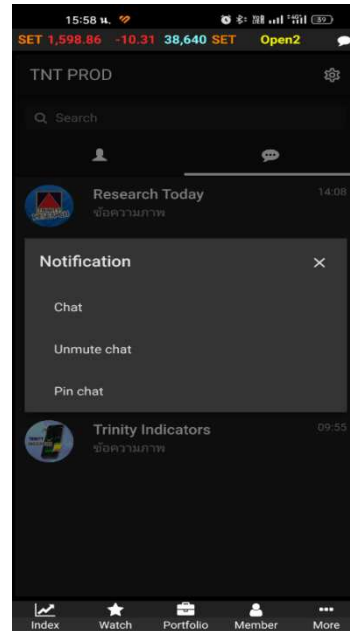 15:58 น.
39
SET 1,598.86 -10.31 38,640 SET Open2
TNT PROD
Search
Research Today 14:08
ข้อความภาพ
Notification
Chat
Unmute chat
Pin chat
Trinity Indicators 09:55
ข้อความภาพ
Index Watch Portfolio Member More